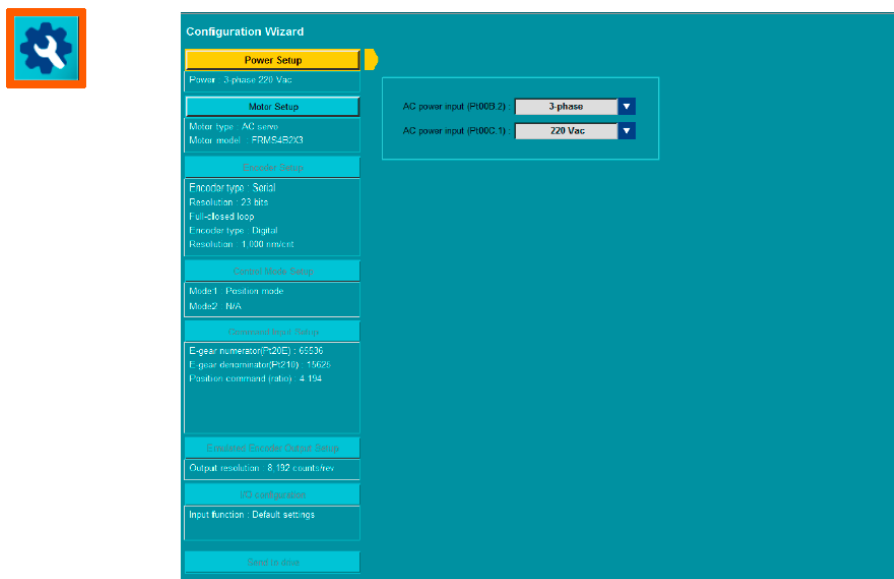 Configuration Wizard
Power Setup
Power : 3-phase 220 Vac
Motor Setup
Motor type : AC servo
Motor model : FRMS4B2X3
Encoder Setup
Encoder type : Serial
Resolution : 23 bits
Full-closed loop
Encoder type : Digital
Resolution : 1,000 nm/cnt
Control Mode Setup
Mode1 : Position mode
Mode2 : N/A
Command Input Setup
E-gear numerator(Pt20E) : 65536
E-gear denominator(Pt210) : 15625
Position command (ratio) : 4.194
Emulated Encoder Output Setup
Output resolution : 8,192 counts/rev
I/O configuration
Input function : Default settings
Send to drive
AC power input (Pt00B.2) : 3-phase
AC power input (Pt00C.1) : 220 Vac